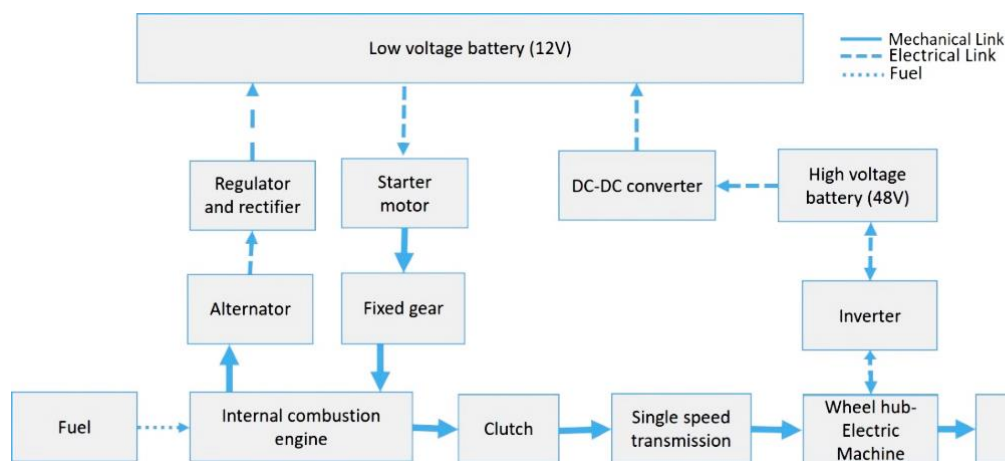 Low voltage battery (12V)
Mechanical Link
Electrical Link
Fuel
Regulator
and rectifier
Starter
motor
DC-DC converter
High voltage
battery (48V)
Alternator
Fixed gear
Inverter
Fuel
Internal combustion
engine
Clutch
Single speed
transmission
Wheel hub-
Electric
Machine